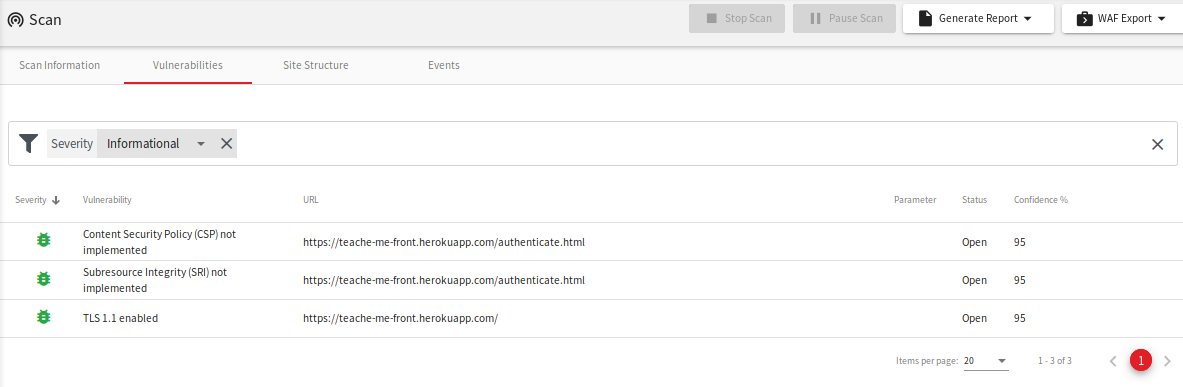 Scan
Stop Scan
Pause Scan
Generate Report
WAF Export
Scan Information
Vulnerabilities
Site Structure
Events
Severity
Informational
Severity
Vulnerability
URL
Parameter
Status
Confidence %
Content Security Policy (CSP) not
implemented
https://teache-me-front.herokuapp.com/authenticate.html
Open
95
Subresource Integrity (SRI) not
implemented
https://teache-me-front.herokuapp.com/authenticate.html
Open
95
TLS 1.1 enabled
https://teache-me-front.herokuapp.com/
Open
95
Items per page:
20
1 - 3 of 3
1